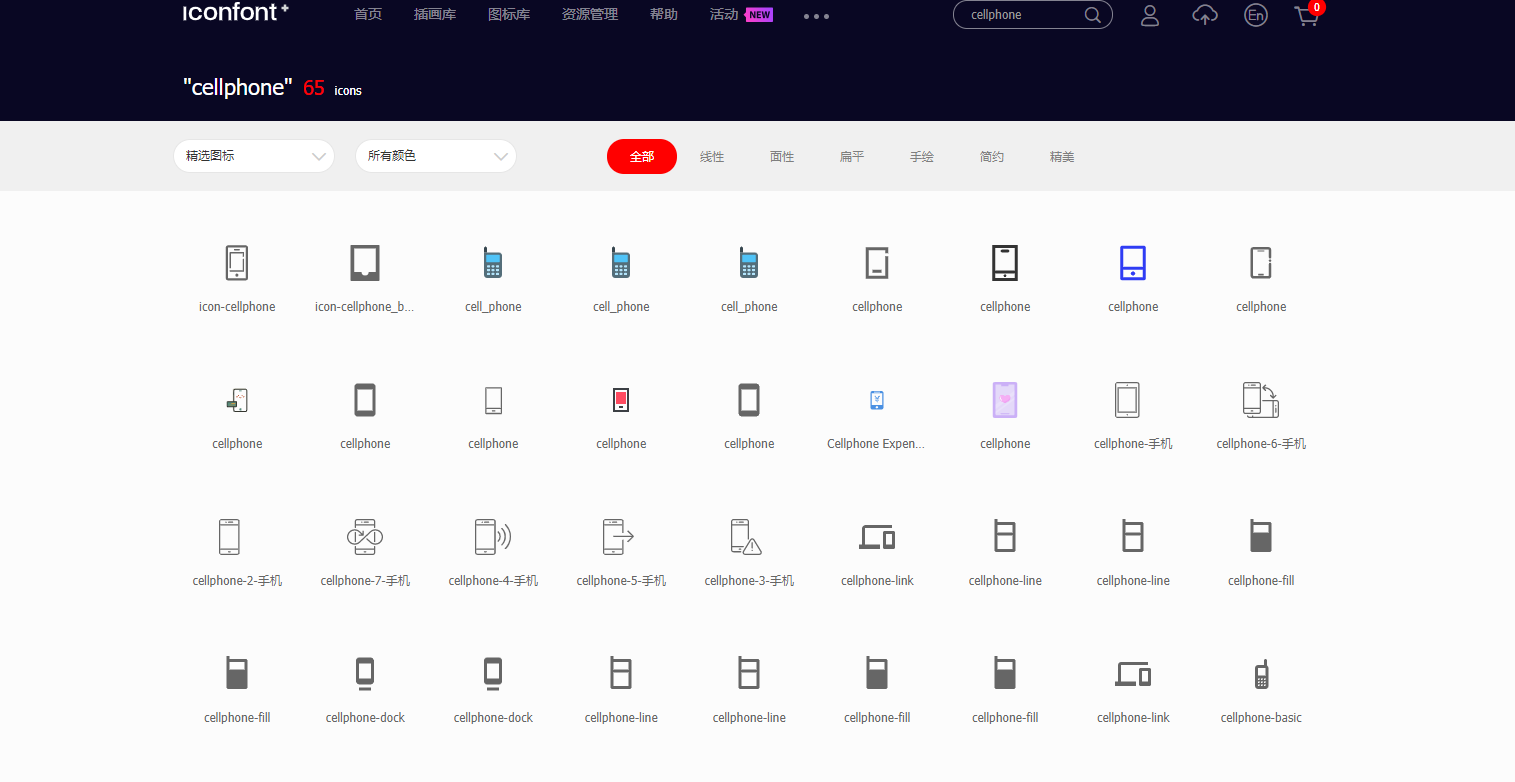 iconfont+ 首页 插画库 图标库 资源管理 帮助 活动 NEW cellphone En 0
"cellphone" 65 icons
精选图标 所有颜色 全部 线性 面性 扁平 手绘 简约 精美
icon-cellphone icon-cellphone_b... cell_phone cell_phone cell_phone cellphone cellphone cellphone cellphone
cellphone cellphone cellphone cellphone cellphone Cellphone Expen... cellphone cellphone-手机 cellphone-6-手机
cellphone-2-手机 cellphone-7-手机 cellphone-4-手机 cellphone-5-手机 cellphone-3-手机 cellphone-link cellphone-line cellphone-line cellphone-fill
cellphone-fill cellphone-dock cellphone-dock cellphone-line cellphone-line cellphone-fill cellphone-fill cellphone-link cellphone-basic